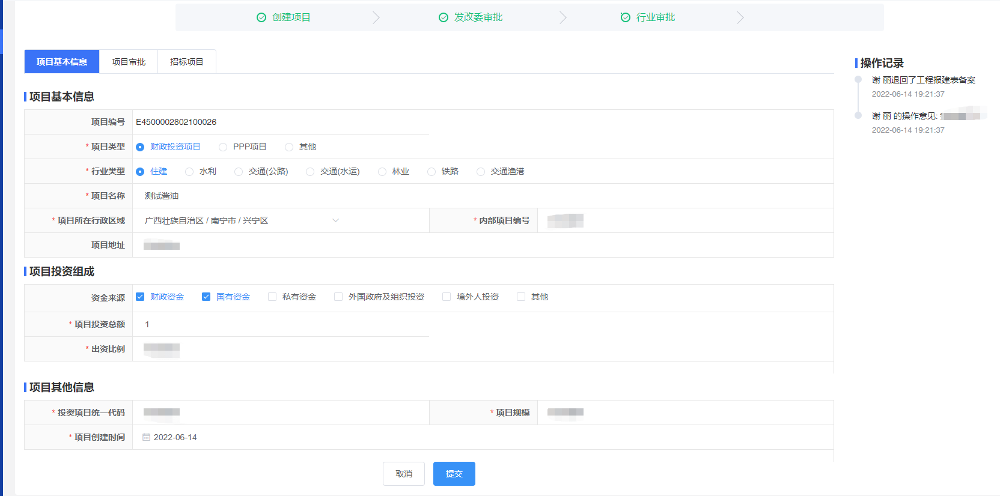 创建项目
发改委审批
行业审批
项目基本信息
项目审批
招标项目
操作记录
谢 丽退回了工程报建表备案
2022-06-14 19:21:37
谢 丽 的操作意见:
2022-06-14 19:21:37
项目基本信息
项目编号 E4500002802100026
* 项目类型 财政投资项目 PPP项目 其他
* 行业类型 住建 水利 交通(公路) 交通(水运) 林业 铁路 交通渔港
* 项目名称 测试酱油
* 项目所在行政区域 广西壮族自治区 / 南宁市 / 兴宁区 * 内部项目编号
项目地址
项目投资组成
资金来源 财政资金 国有资金 私有资金 外国政府及组织投资 境外人投资 其他
* 项目投资总额 1
* 出资比例
项目其他信息
* 投资项目统一代码 * 项目规模
* 项目创建时间 2022-06-14
取消 提交